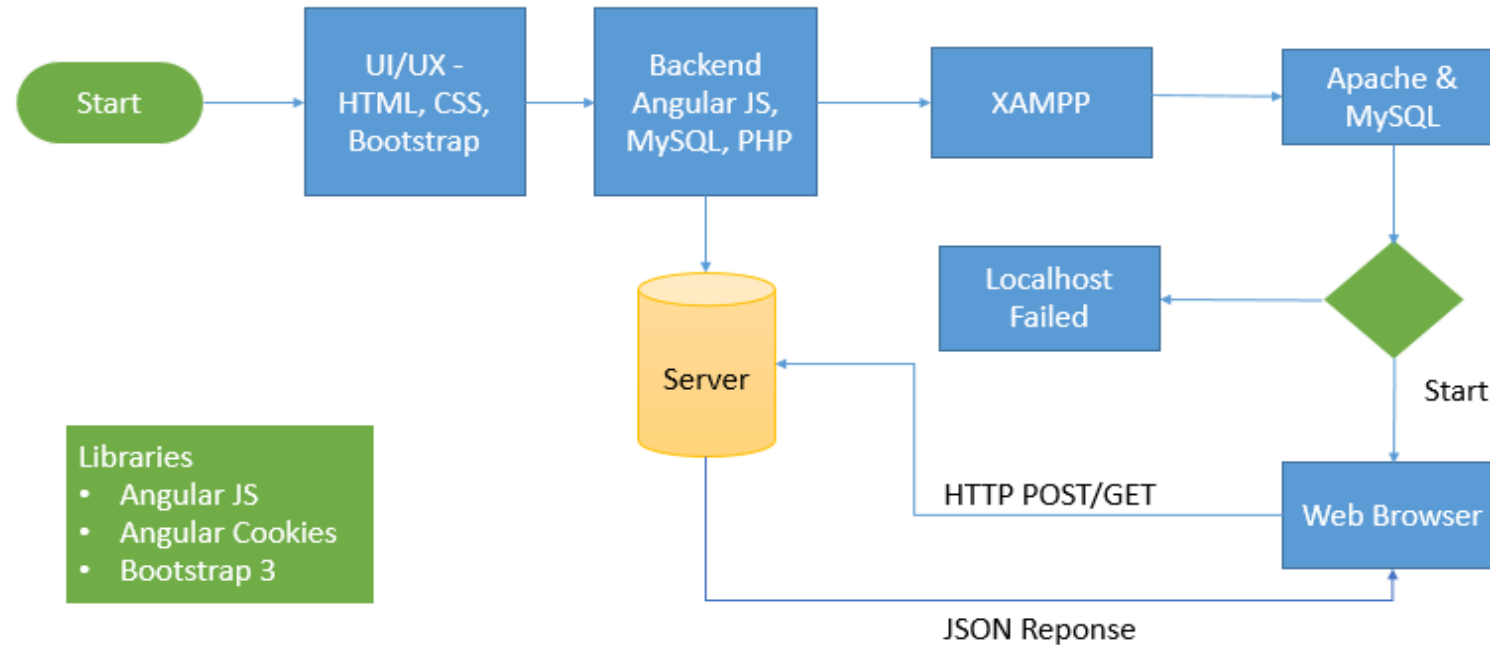 Start
UI/UX -
HTML, CSS,
Bootstrap
Backend
Angular JS,
MySQL, PHP
XAMPP
Apache &
MySQL
Localhost
Failed
Server
Start
Libraries
• Angular JS
• Angular Cookies
• Bootstrap 3
HTTP POST/GET
Web Browser
JSON Reponse